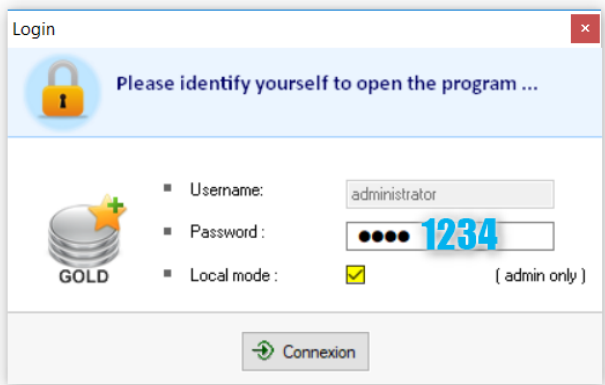 Login
Please identify yourself to open the program ...
Username: administrator
Password : ●●●● 1234
Local mode : ( admin only )
GOLD
Connexion